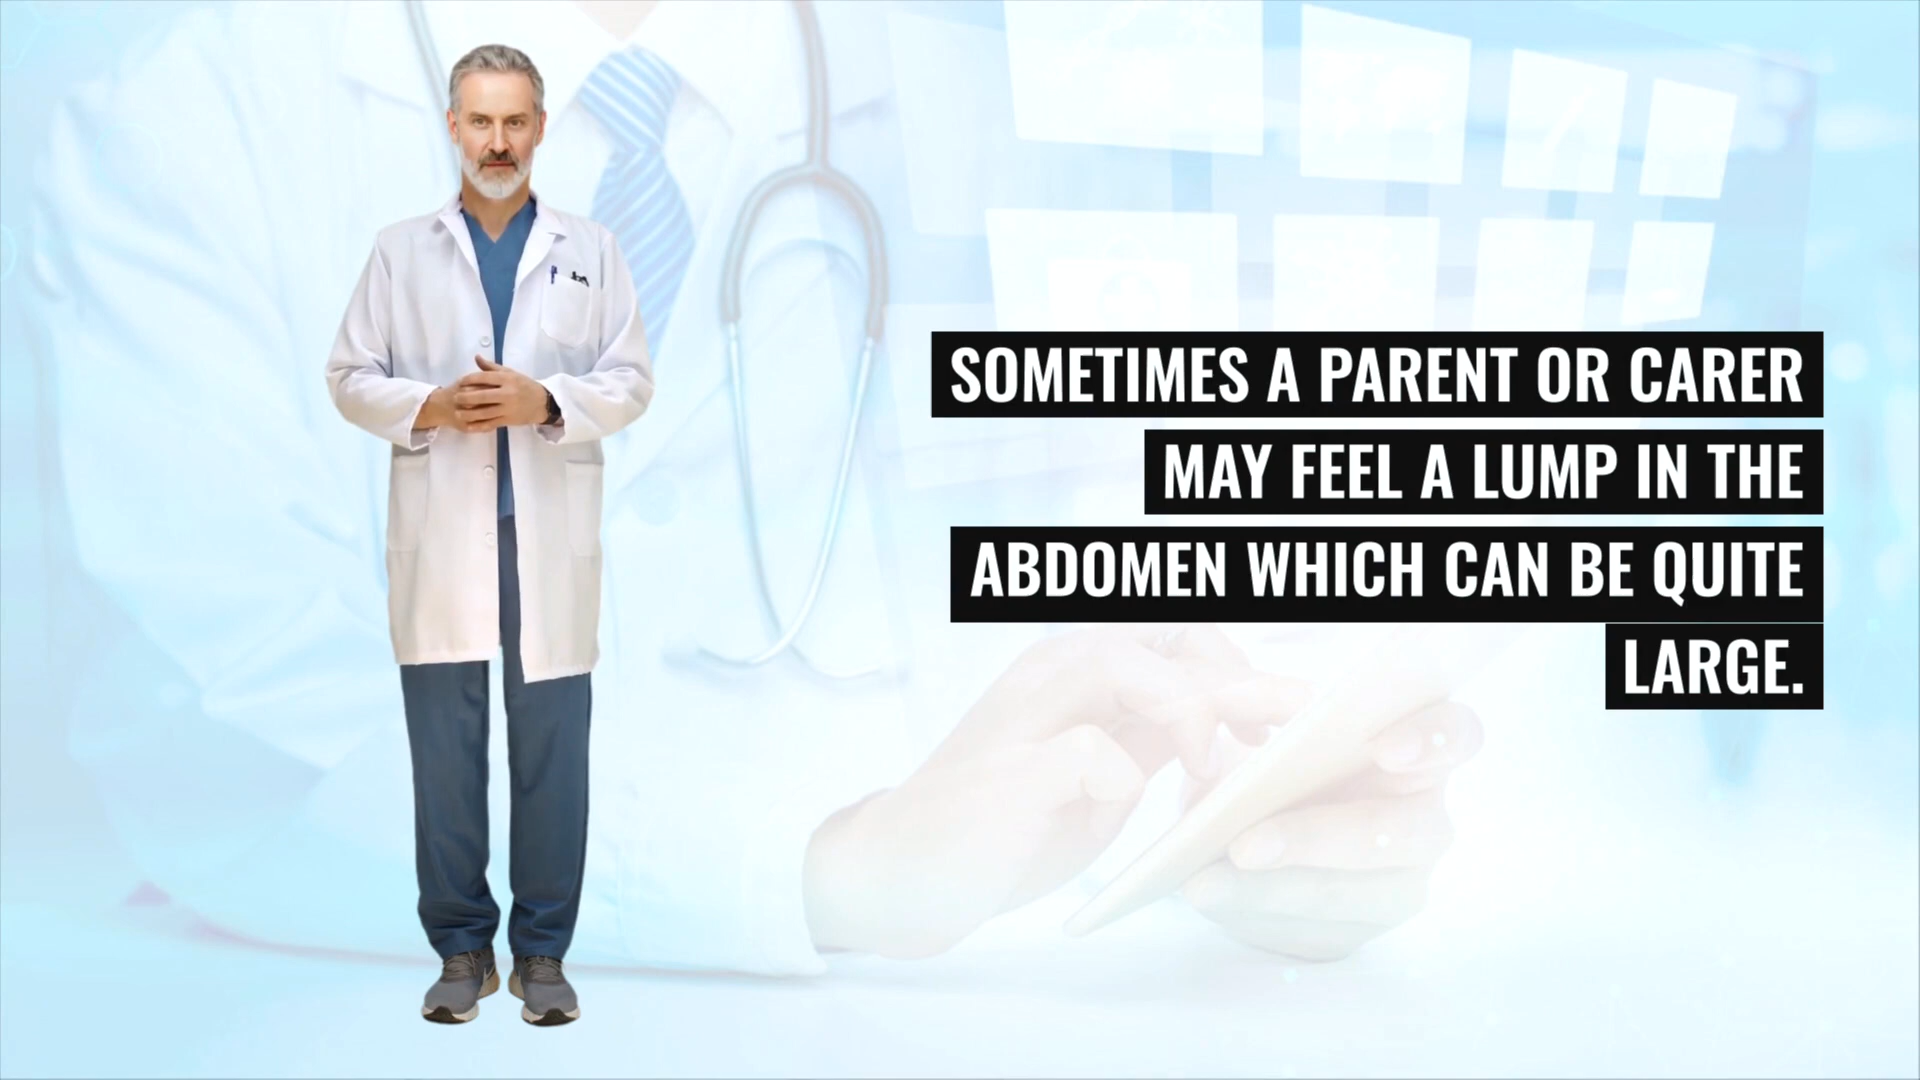 SOMETIMES A PARENT OR CARER
MAY FEEL A LUMP IN THE
ABDOMEN WHICH CAN BE QUITE
LARGE.